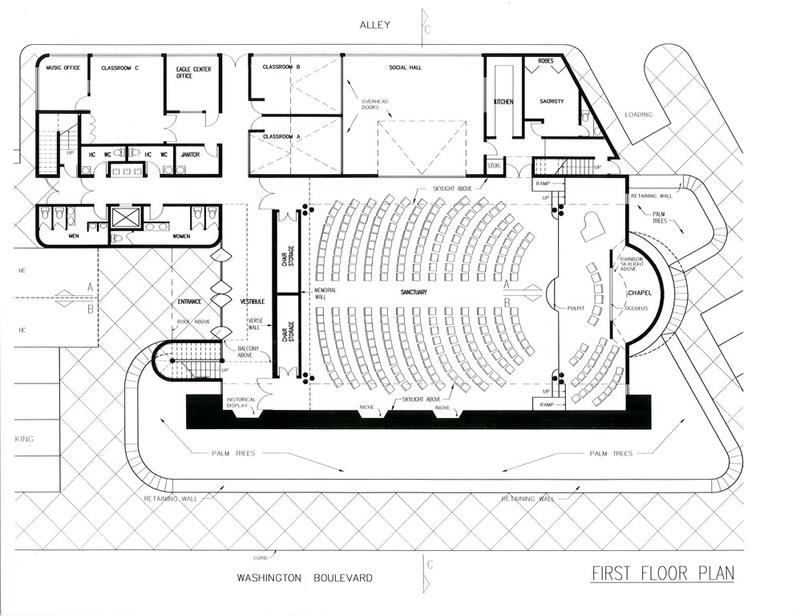 ALLEY
C
MUSIC OFFICE
CLASSROOM C
EAGLE CENTER
OFFICE
CLASSROOM B
SOCIAL HALL
ROBES
OVERHEAD
DOORS
KITCHEN
SACRISTY
LOADING
CLASSROOM A
UP
HC
WC
HC
WC
JANITOR
STOR.
UP
SKYLIGHT ABOVE
RAMP
UP
RETAINING WALL
PALM
TREES
MEN
WOMEN
CHAIR
STORAGE
RAINBOW
SKYLIGHT
ABOVE
HC
A
B
MEMORIAL
WALL
SANCTUARY
A
B
CHAPEL
ENTRANCE
VESTIBULE
PULPIT
OCCULEUS
ROOF ABOVE
VERSE
WALL
CHAIR
STORAGE
HC
BALCONY
ABOVE
UP
UP
HISTORICAL
DISPLAY
NICHE
SKYLIGHT ABOVE
NICHE
RAMP
KING
PALM TREES
PALM TREES
RETAINING WALL
RETAINING WALL
CURB
WASHINGTON BOULEVARD
C
FIRST FLOOR PLAN